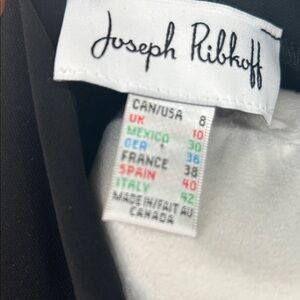 Joseph Ribkoff
CAN/USA 8
UK 10
MEXICO 30
GER 36
FRANCE 38
SPAIN 40
ITALY 42
MADE IN/FAIT AU
CANADA